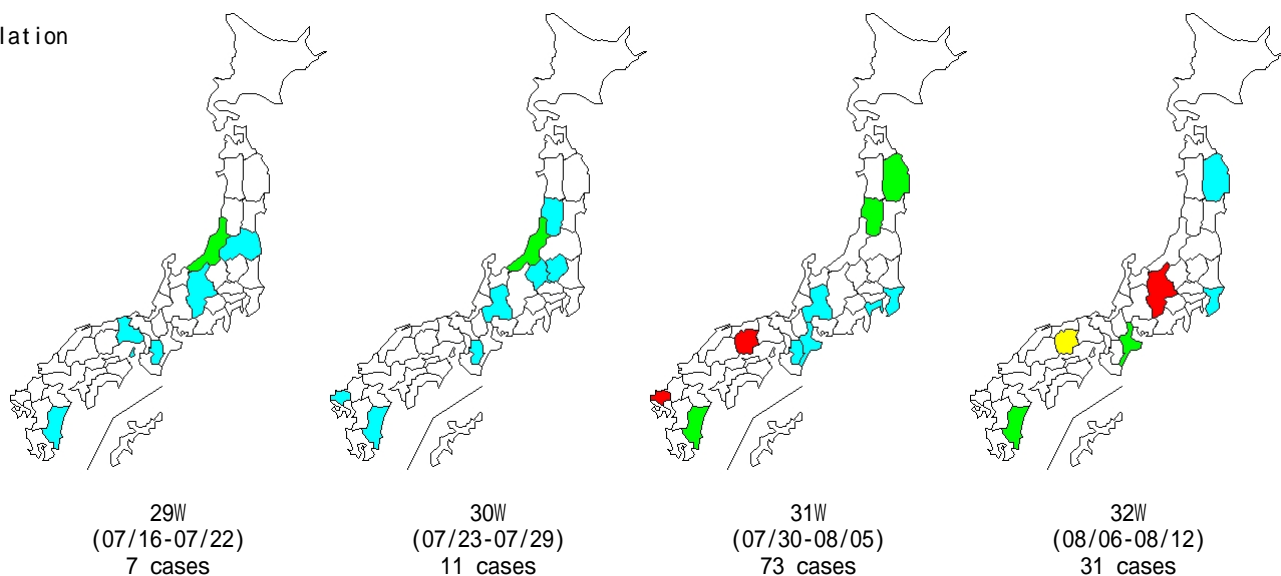 lation
29W
(07/16-07/22)
7 cases
30W
(07/23-07/29)
11 cases
31W
(07/30-08/05)
73 cases
32W
(08/06-08/12)
31 cases